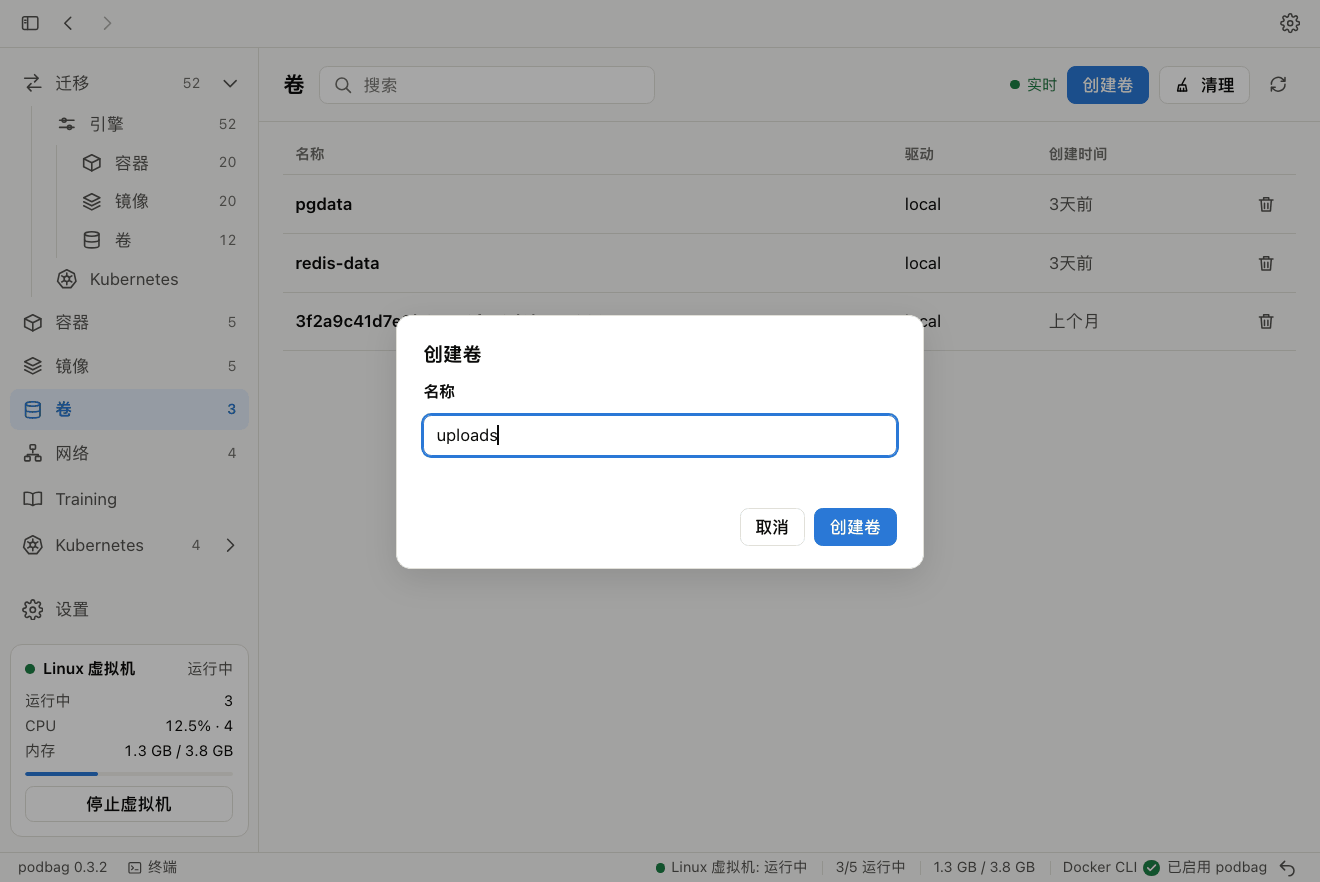 迁移 52
引擎 52
容器 20
镜像 20
卷 12
Kubernetes
容器 5
镜像 5
卷 3
网络 4
Training
Kubernetes 4
设置
Linux 虚拟机 运行中
运行中 3
CPU 12.5% · 4
内存 1.3 GB / 3.8 GB
停止虚拟机
卷 搜索 实时 创建卷 清理
名称 驱动 创建时间
pgdata local 3天前
redis-data local 3天前
3f2a9c41d7e 上个月
创建卷
名称
uploads
取消 创建卷
podbag 0.3.2 终端 Linux 虚拟机: 运行中 3/5 运行中 1.3 GB / 3.8 GB Docker CLI 已启用 podbag